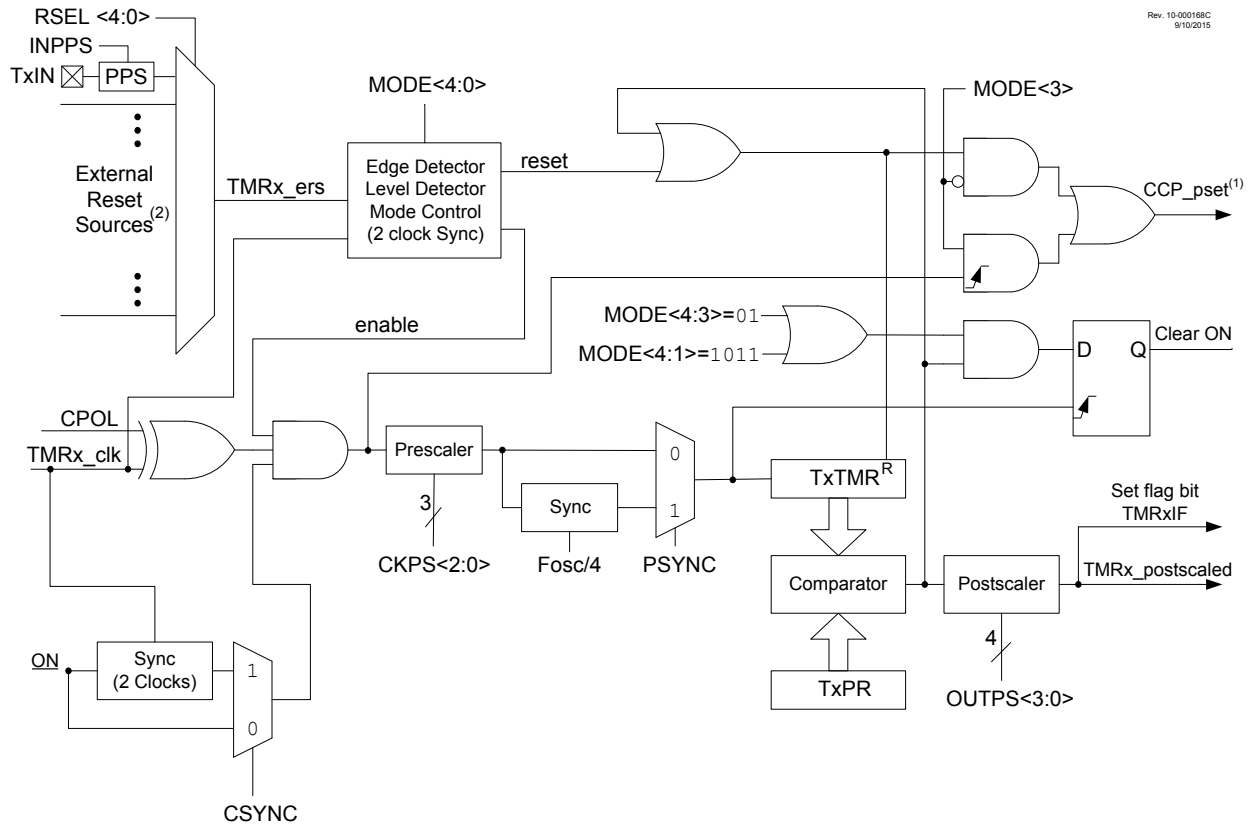 Rev. 10-000168C
9/10/2015
RSEL <4:0>
INPPS
TxIN
PPS
MODE<4:0>
MODE<3>
External
Reset
Sources(2)
TMRx_ers
Edge Detector
Level Detector
Mode Control
(2 clock Sync)
reset
CCP_pset(1)
enable
MODE<4:3>=01
MODE<4:1>=1011
D
Q
Clear ON
CPOL
TMRx_clk
Prescaler
3
CKPS<2:0>
Sync
Fosc/4
0
1
PSYNC
TxTMR
R
Set flag bit
TMRxIF
Comparator
Postscaler
TMRx_postscaled
4
OUTPS<3:0>
TxPR
ON
Sync
(2 Clocks)
1
0
CSYNC